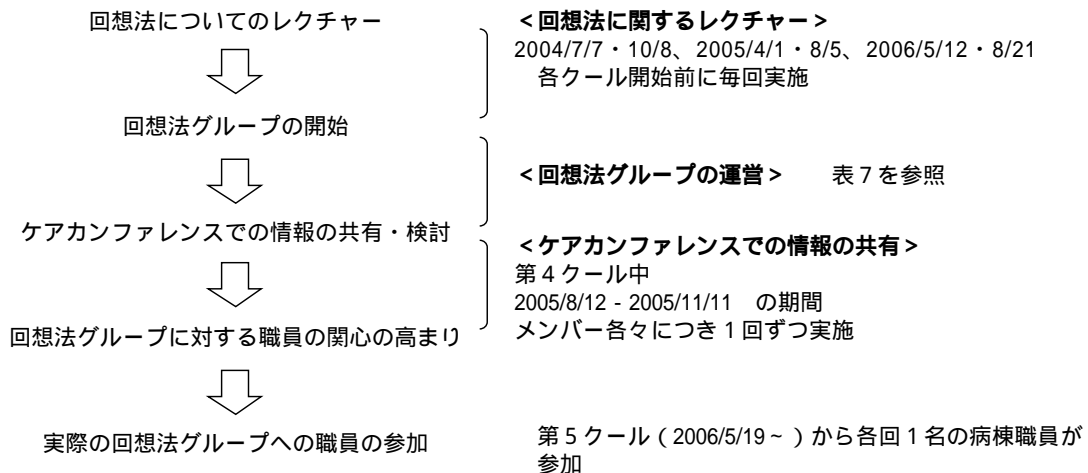 回想法についてのレクチャー
＜回想法に関するレクチャー＞
2004/7/7・10/8、2005/4/1・8/5、2006/5/12・8/21
各クール開始前に毎回実施
回想法グループの開始
＜回想法グループの運営＞　　表７を参照
ケアカンファレンスでの情報の共有・検討
＜ケアカンファレンスでの情報の共有＞
第４クール中
2005/8/12 - 2005/11/11　の期間
メンバー各々につき１回ずつ実施
回想法グループに対する職員の関心の高まり
実際の回想法グループへの職員の参加
第５クール（2006/5/19～）から各回１名の病棟職員が
参加